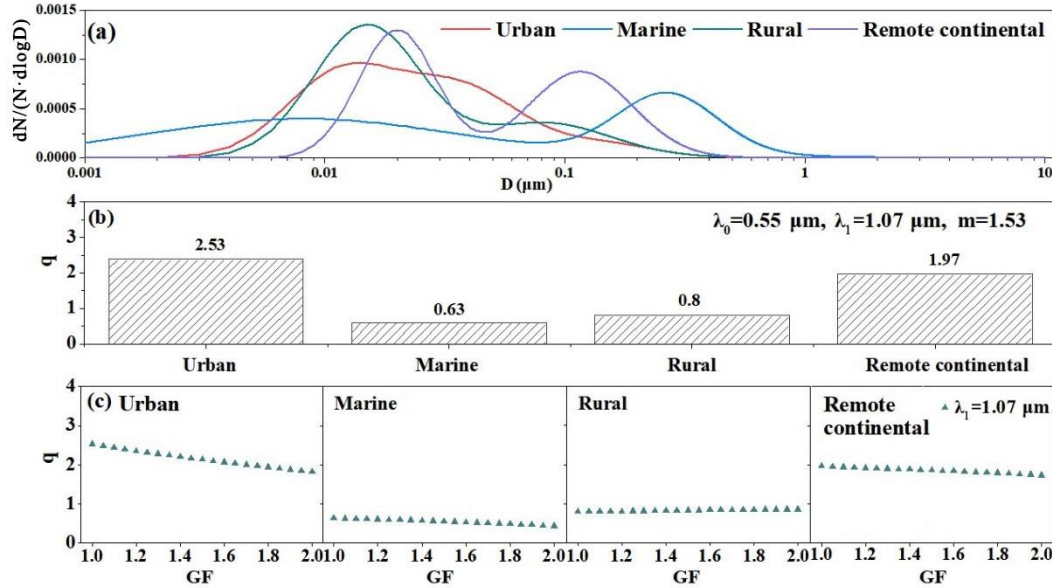 (a)
Urban Marine Rural Remote continental
dN/(N·dlogD)
0.0015
0.0010
0.0005
0.0000
0.001 0.01 0.1 1 10
D (μm)
(b)
λ₀=0.55 μm, λ₁=1.07 μm, m=1.53
q
4
3
2
1
0
2.53 0.63 0.8 1.97
Urban Marine Rural Remote continental
(c) Urban Marine Rural Remote
continental
λ₁=1.07 μm
q
4
3
2
1
0
1.0 1.2 1.4 1.6 1.8 2.0 1.0 1.2 1.4 1.6 1.8 2.0 1.0 1.2 1.4 1.6 1.8 2.0 1.0 1.2 1.4 1.6 1.8 2.0
GF GF GF GF